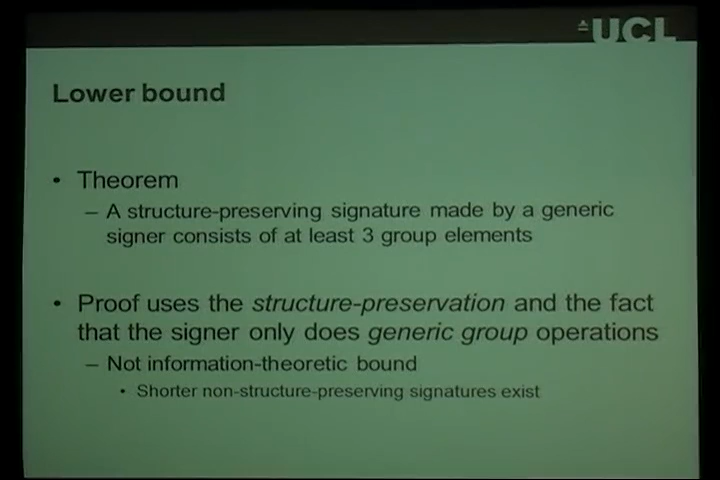 UCL
Lower bound
• Theorem
– A structure-preserving signature made by a generic
signer consists of at least 3 group elements
• Proof uses the structure-preservation and the fact
that the signer only does generic group operations
– Not information-theoretic bound
• Shorter non-structure-preserving signatures exist